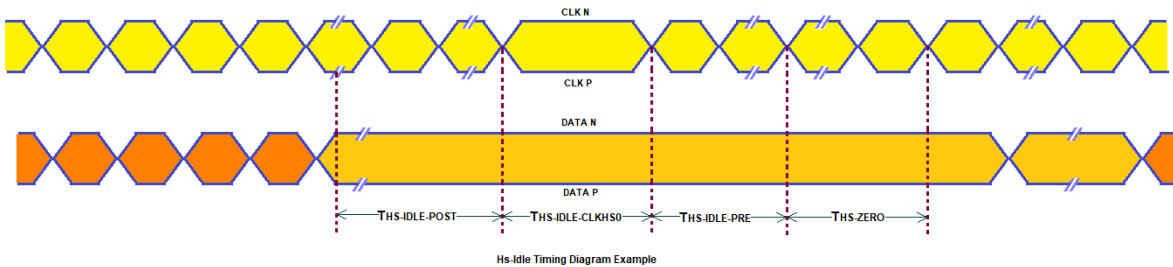 CLK N
CLK P
DATA N
DATA P
THS-IDLE-POST THS-IDLE-CLKHS0 THS-IDLE-PRE THS-ZERO
Hs-Idle Timing Diagram Example